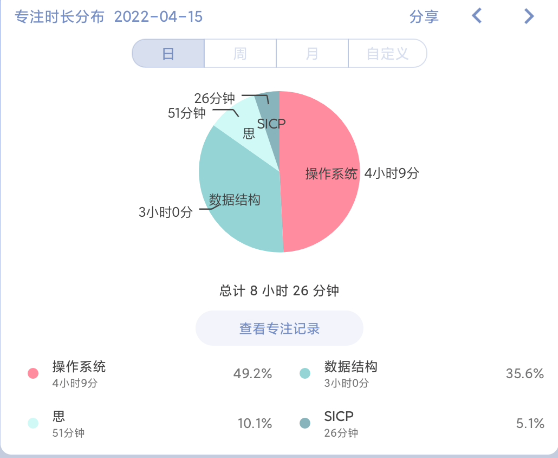 专注时长分布 2022-04-15 分享
日 周 月 自定义
26分钟
51分钟
SICP
思
操作系统 4小时9分
数据结构
3小时0分
总计 8 小时 26 分钟
查看专注记录
操作系统 49.2% 数据结构 35.6%
4小时9分 3小时0分
思 10.1% SICP 5.1%
51分钟 26分钟